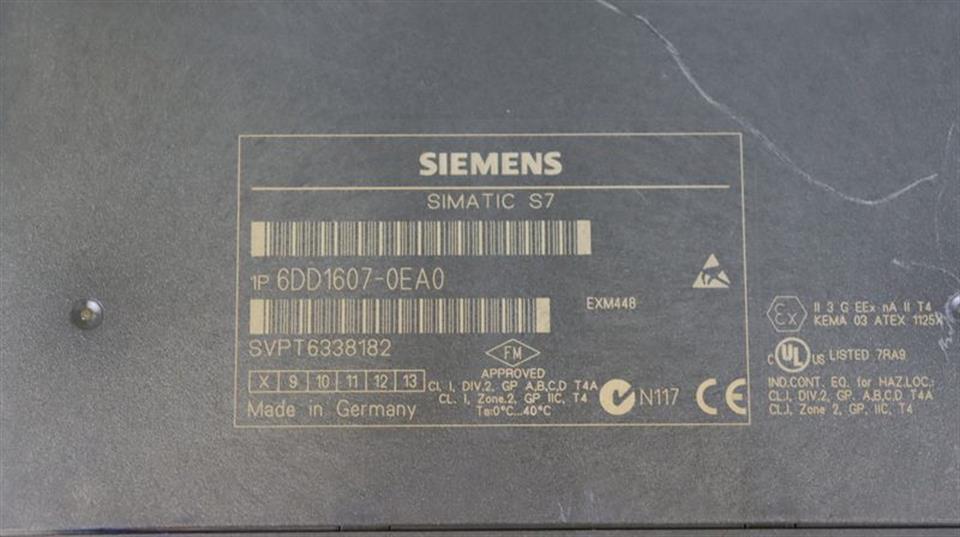 SIEMENS
SIMATIC S7
1P 6DD1607-0EA0
EXM448
SVPT6338182
X 9 10 11 12 13
Made in Germany
FM
APPROVED
CL. I, DIV.2, GP A,B,C,D T4A
CL. I, Zone.2, GP IIC, T4
Ta:0°C...40°C
N117
CE
Ex
II 3 G EEx nA II T4
KEMA 03 ATEX 1125X
C UL US LISTED 7RA9
IND.CONT. EQ. for HAZ.LOC.:
CL.I, DIV.2, GP. A,B,C,D T4A
CL.I, Zone 2, GP. IIC, T4